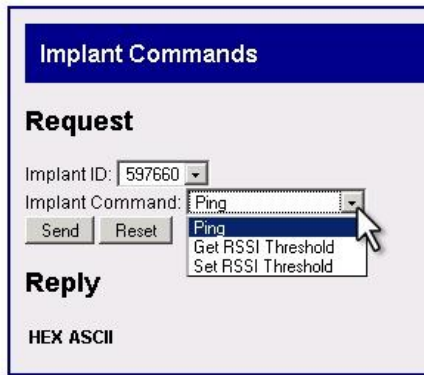 Implant Commands
Request
Implant ID: 597660
Implant Command: Ping
Send Reset
Ping
Get RSSI Threshold
Set RSSI Threshold
Reply
HEX ASCII